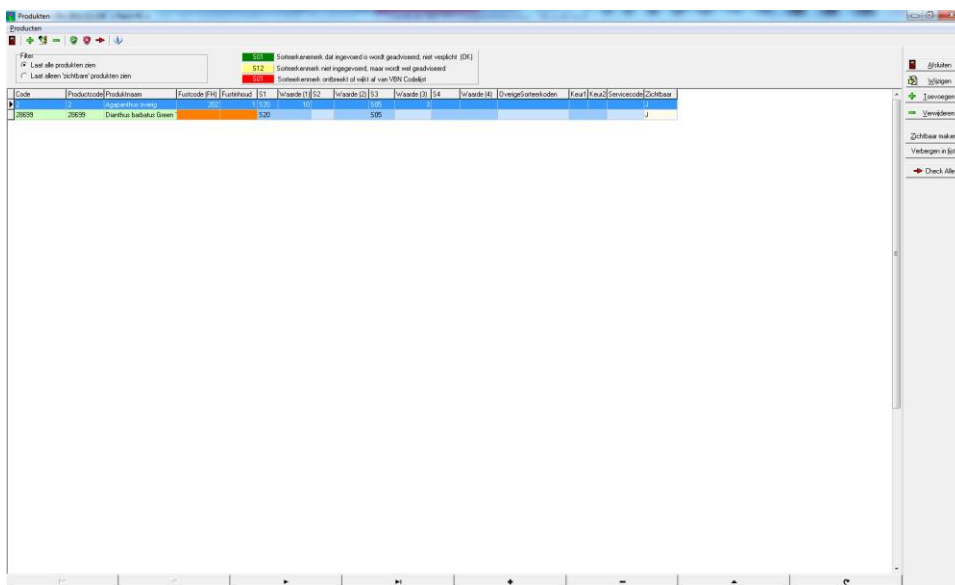 Produkten
Producten
Filter
Laat alle produkten zien
Laat alleen 'zichtbare' produkten zien
S01 Sorteerkenmerk dat ingevoerd is wordt geadviseerd, niet verplicht (OK)
S12 Sorteerkenmerk niet ingegevoerd, maar wordt wel geadviseerd
S01 Sorteerkenmerk ontbreekt of wijkt af van VBN Codelijst
Code Productcode Produktnaam Fustcode (FH) Fustinhoud S1 Waarde (1) S2 Waarde (2) S3 Waarde (3) S4 Waarde (4) OverigeSorteerkoden Keur1 Keur2 Servicecode Zichtbaar
2 2 Agapanthus overig 202 1 S20 10 S05 3 J
28699 28699 Dianthus barbatus Green S20 S05 J
Afsluiten
Wijzigen
Toevoegen
Verwijderen
Zichtbaar maken
Verbergen in lijst
Check Alle